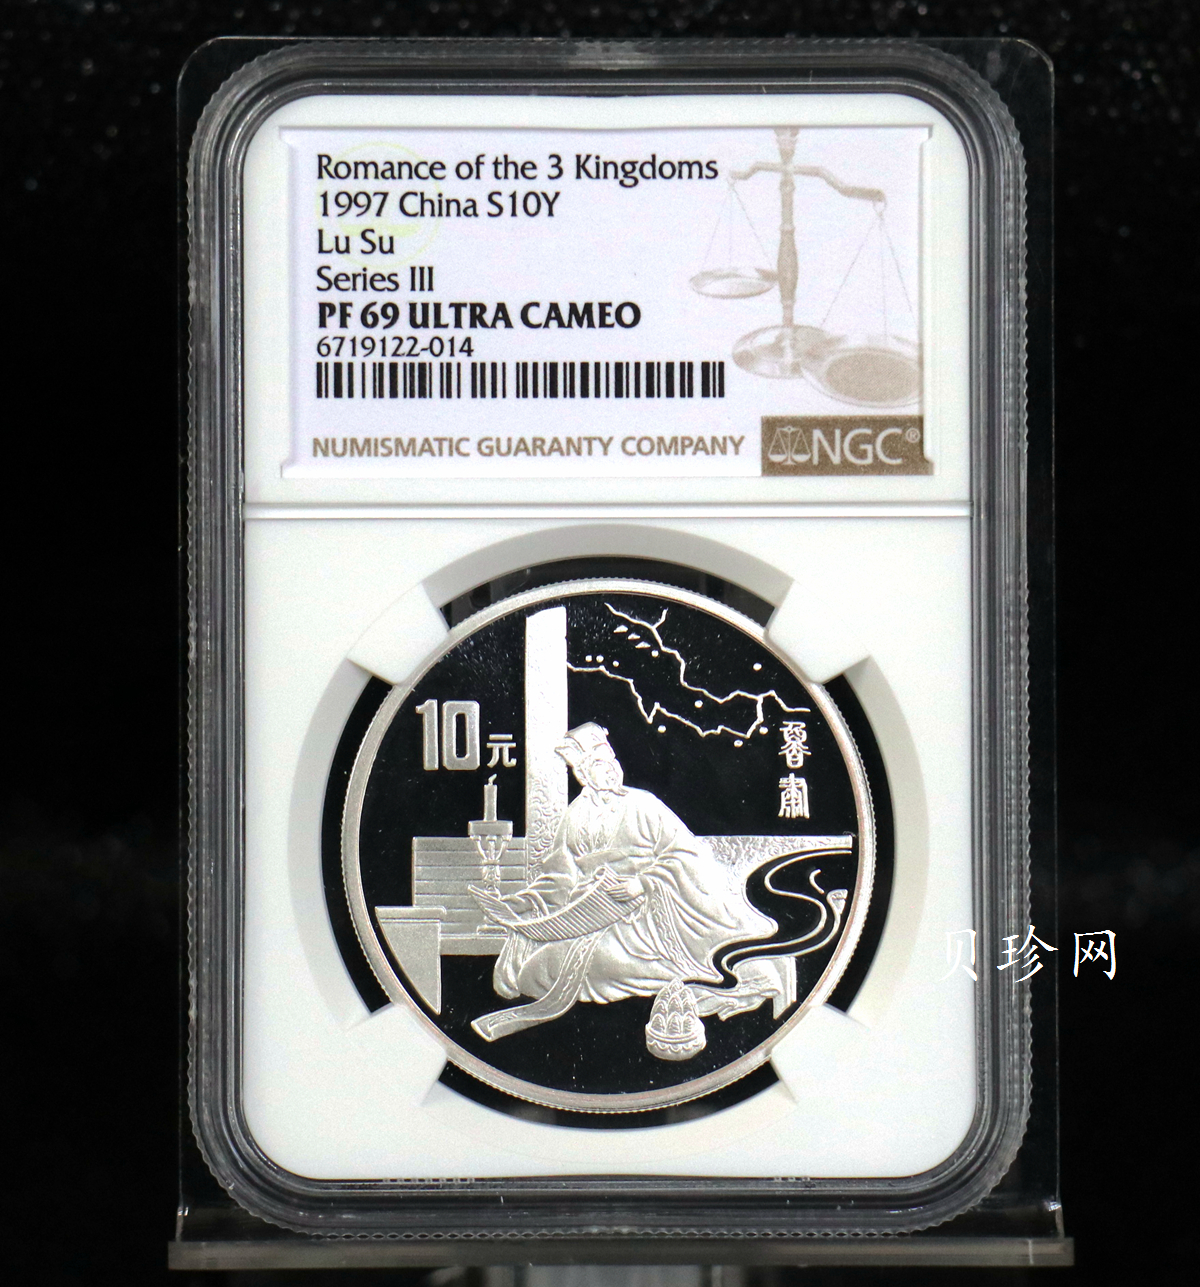 Romance of the 3 Kingdoms
1997 China S10Y
Lu Su
Series III
PF 69 ULTRA CAMEO
6719122-014
NUMISMATIC GUARANTY COMPANY
NGC®
10元
魯肅
贝珍网